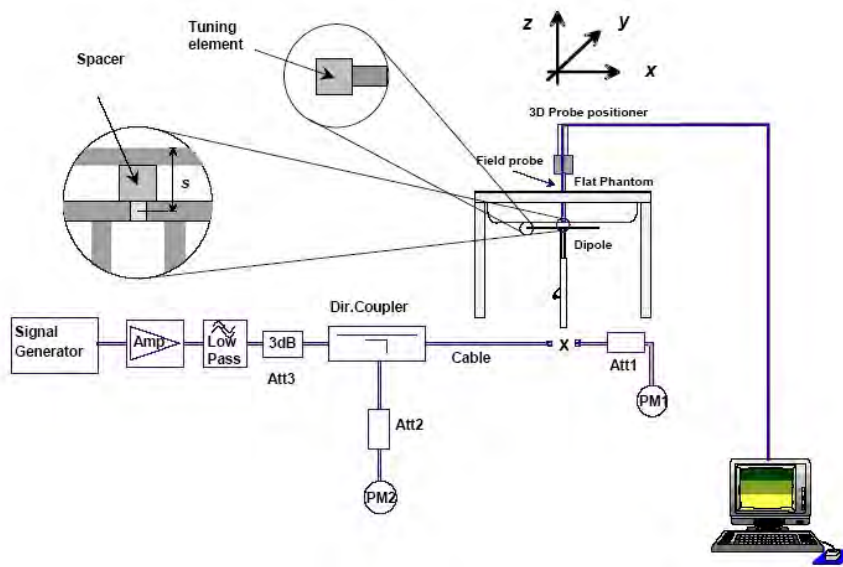 Tuning
element
Spacer
s
z
y
x
3D Probe positioner
Field probe
Flat Phantom
Dipole
Signal
Generator
Amp
Low
Pass
3dB
Att3
Dir.Coupler
Cable
X
Att1
PM1
Att2
PM2